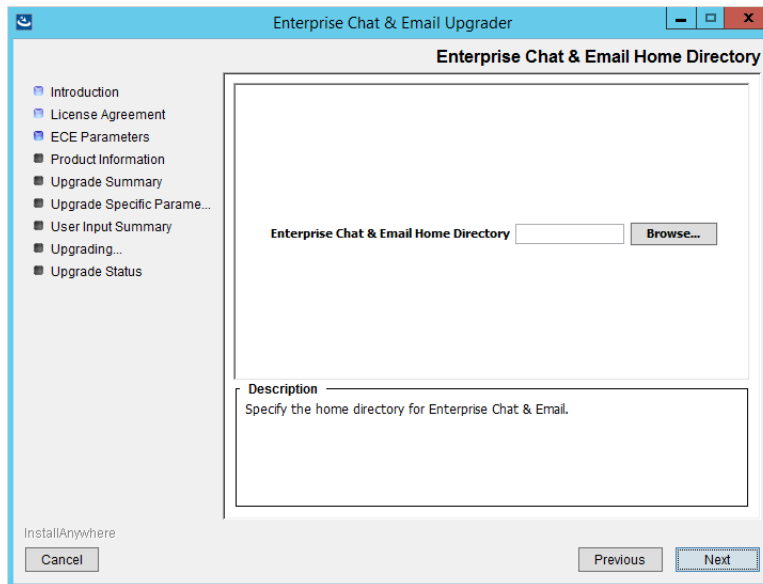 Enterprise Chat & Email Upgrader
Enterprise Chat & Email Home Directory
Introduction
License Agreement
ECE Parameters
Product Information
Upgrade Summary
Upgrade Specific Parame...
User Input Summary
Upgrading...
Upgrade Status
Enterprise Chat & Email Home Directory Browse...
Description
Specify the home directory for Enterprise Chat & Email.
InstallAnywhere
Cancel Previous Next